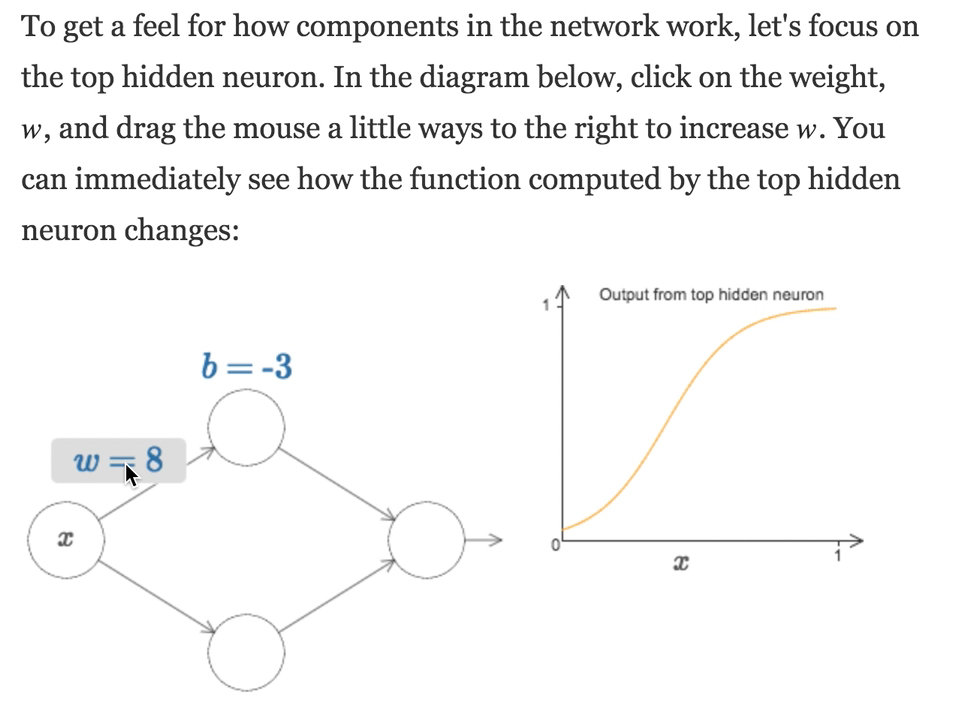 To get a feel for how components in the network work, let's focus on
the top hidden neuron. In the diagram below, click on the weight,
w, and drag the mouse a little ways to the right to increase w. You
can immediately see how the function computed by the top hidden
neuron changes:
1
Output from top hidden neuron
b = -3
w = 8
x
0
1
x